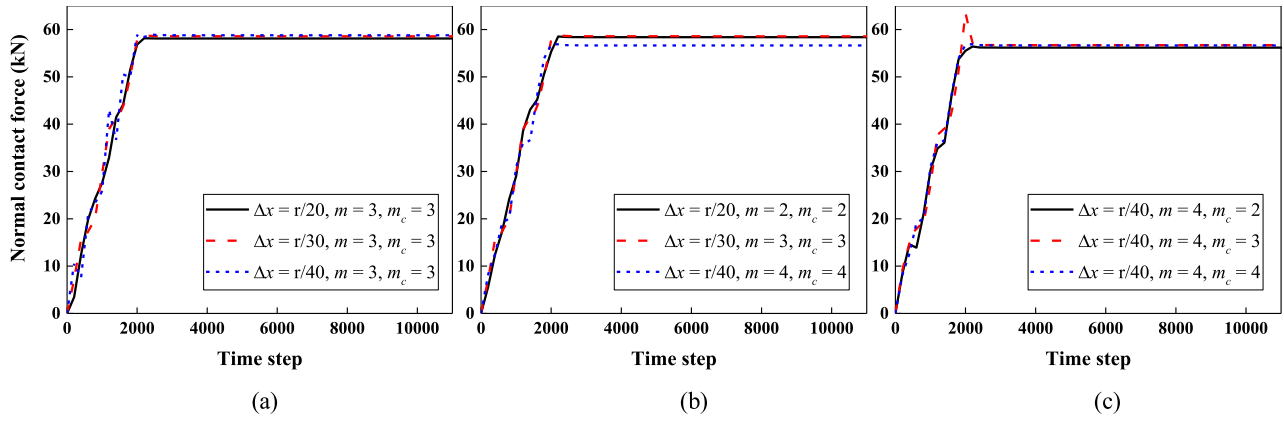 Normal contact force (kN)
60
50
40
30
20
10
0
Δx = r/20, m = 3, m_c = 3
Δx = r/30, m = 3, m_c = 3
Δx = r/40, m = 3, m_c = 3
0 2000 4000 6000 8000 10000
Time step
(a)
60
50
40
30
20
10
0
Δx = r/20, m = 2, m_c = 2
Δx = r/30, m = 3, m_c = 3
Δx = r/40, m = 4, m_c = 4
0 2000 4000 6000 8000 10000
Time step
(b)
60
50
40
30
20
10
0
Δx = r/40, m = 4, m_c = 2
Δx = r/40, m = 4, m_c = 3
Δx = r/40, m = 4, m_c = 4
0 2000 4000 6000 8000 10000
Time step
(c)